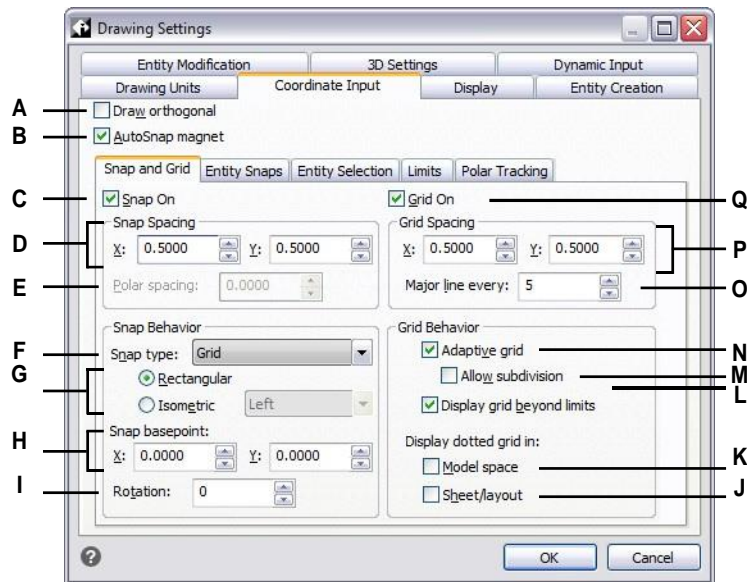 Drawing Settings
Entity Modification 3D Settings Dynamic Input
Drawing Units Coordinate Input Display Entity Creation
A Draw orthogonal
B AutoSnap magnet
Snap and Grid Entity Snaps Entity Selection Limits Polar Tracking
C Snap On Grid On Q
Snap Spacing Grid Spacing
D X: 0.5000 Y: 0.5000 X: 0.5000 Y: 0.5000 P
E Polar spacing: 0.0000 Major line every: 5 O
Snap Behavior Grid Behavior
F Snap type: Grid Adaptive grid N
G Rectangular Allow subdivision M
L
Isometric Left Display grid beyond limits
Snap basepoint: Display dotted grid in:
H X: 0.0000 Y: 0.0000 Model space K
I Rotation: 0 Sheet/layout J
? OK Cancel